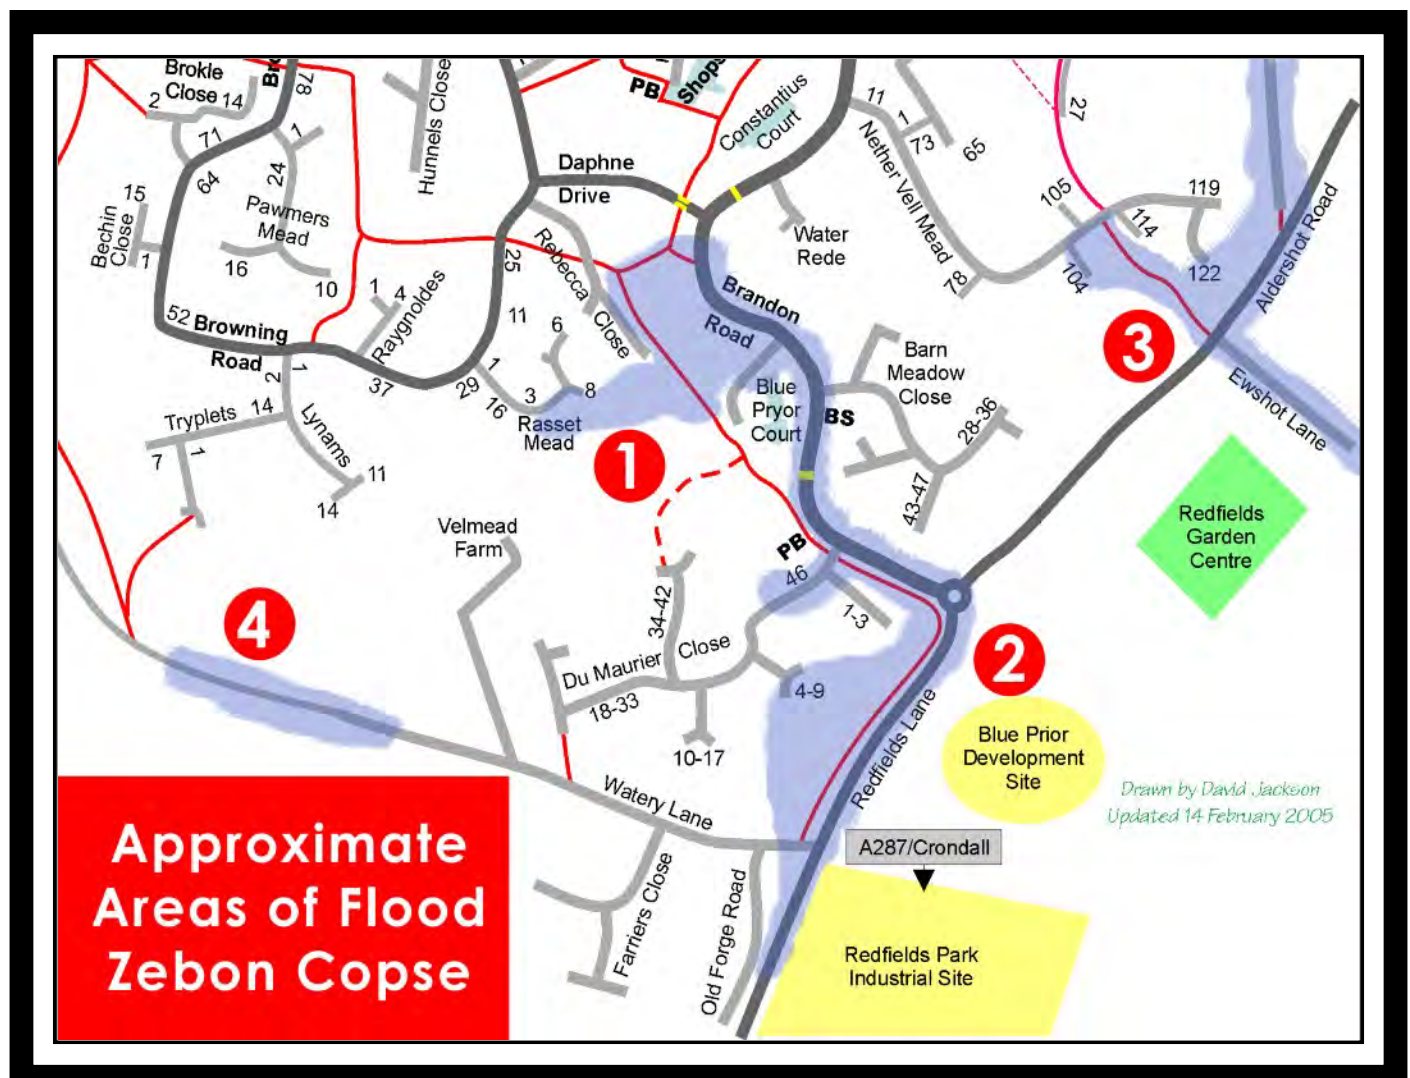 Brokle
Close
2
14
78
PB
Shops
Hunnels Close
Constantius
Court
11
1
73
65
27
71
64
1
24
Daphne
Drive
Nether Vell Mead
105
119
114
15
Bechin
Close
1
Pawmers
Mead
16
10
25
Rebecca
Close
Water
Rede
78
104
122
Aldershot Road
52
Browning
Road
1
4
Raygnoldes
11
6
Brandon
Road
3
1
2
37
29
1
16
3
8
Rasset
Mead
Blue
Pryor
Court
BS
Barn
Meadow
Close
28-36
Ewshot Lane
Tryplets
14
Lynams
7
1
11
14
1
43-47
Redfields
Garden
Centre
Velmead
Farm
PB
46
1-3
34-42
4
2
Du Maurier
Close
18-33
4-9
10-17
Redfields Lane
Blue Prior
Development
Site
Drawn by David Jackson
Updated 14 February 2005
Watery Lane
A287/Crondall
Farriers Close
Old Forge Road
Redfields Park
Industrial Site
Approximate
Areas of Flood
Zebon Copse